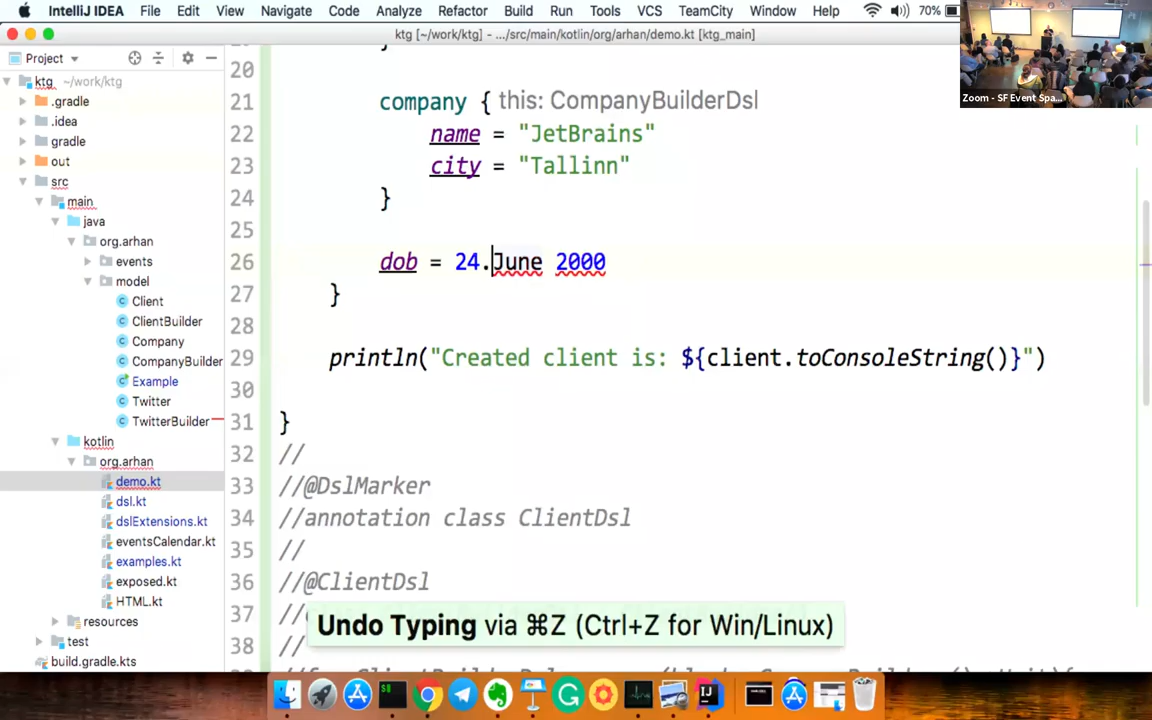 IntelliJ IDEA File Edit View Navigate Code Analyze Refactor Build Run Tools VCS TeamCity Window Help 70%
ktg [~/work/ktg] - .../src/main/kotlin/org/arhan/demo.kt [ktg_main]
Zoom - SF Event Spa...
Project
ktg ~/work/ktg
.gradle
.idea
gradle
out
src
main
java
org.arhan
events
model
Client
ClientBuilder
Company
CompanyBuilder
Example
Twitter
TwitterBuilder
kotlin
org.arhan
demo.kt
dsl.kt
dslExtensions.kt
eventsCalendar.kt
examples.kt
exposed.kt
HTML.kt
resources
test
build.gradle.kts
20
21 company { this: CompanyBuilderDsl
22 name = "JetBrains"
23 city = "Tallinn"
24 }
25
26 dob = 24.June 2000
27 }
28
29 println("Created client is: ${client.toConsoleString()}")
30
31 }
32 //
33 //@DslMarker
34 //annotation class ClientDsl
35 //
36 //@ClientDsl
37
38 //
Undo Typing via ⌘Z (Ctrl+Z for Win/Linux)